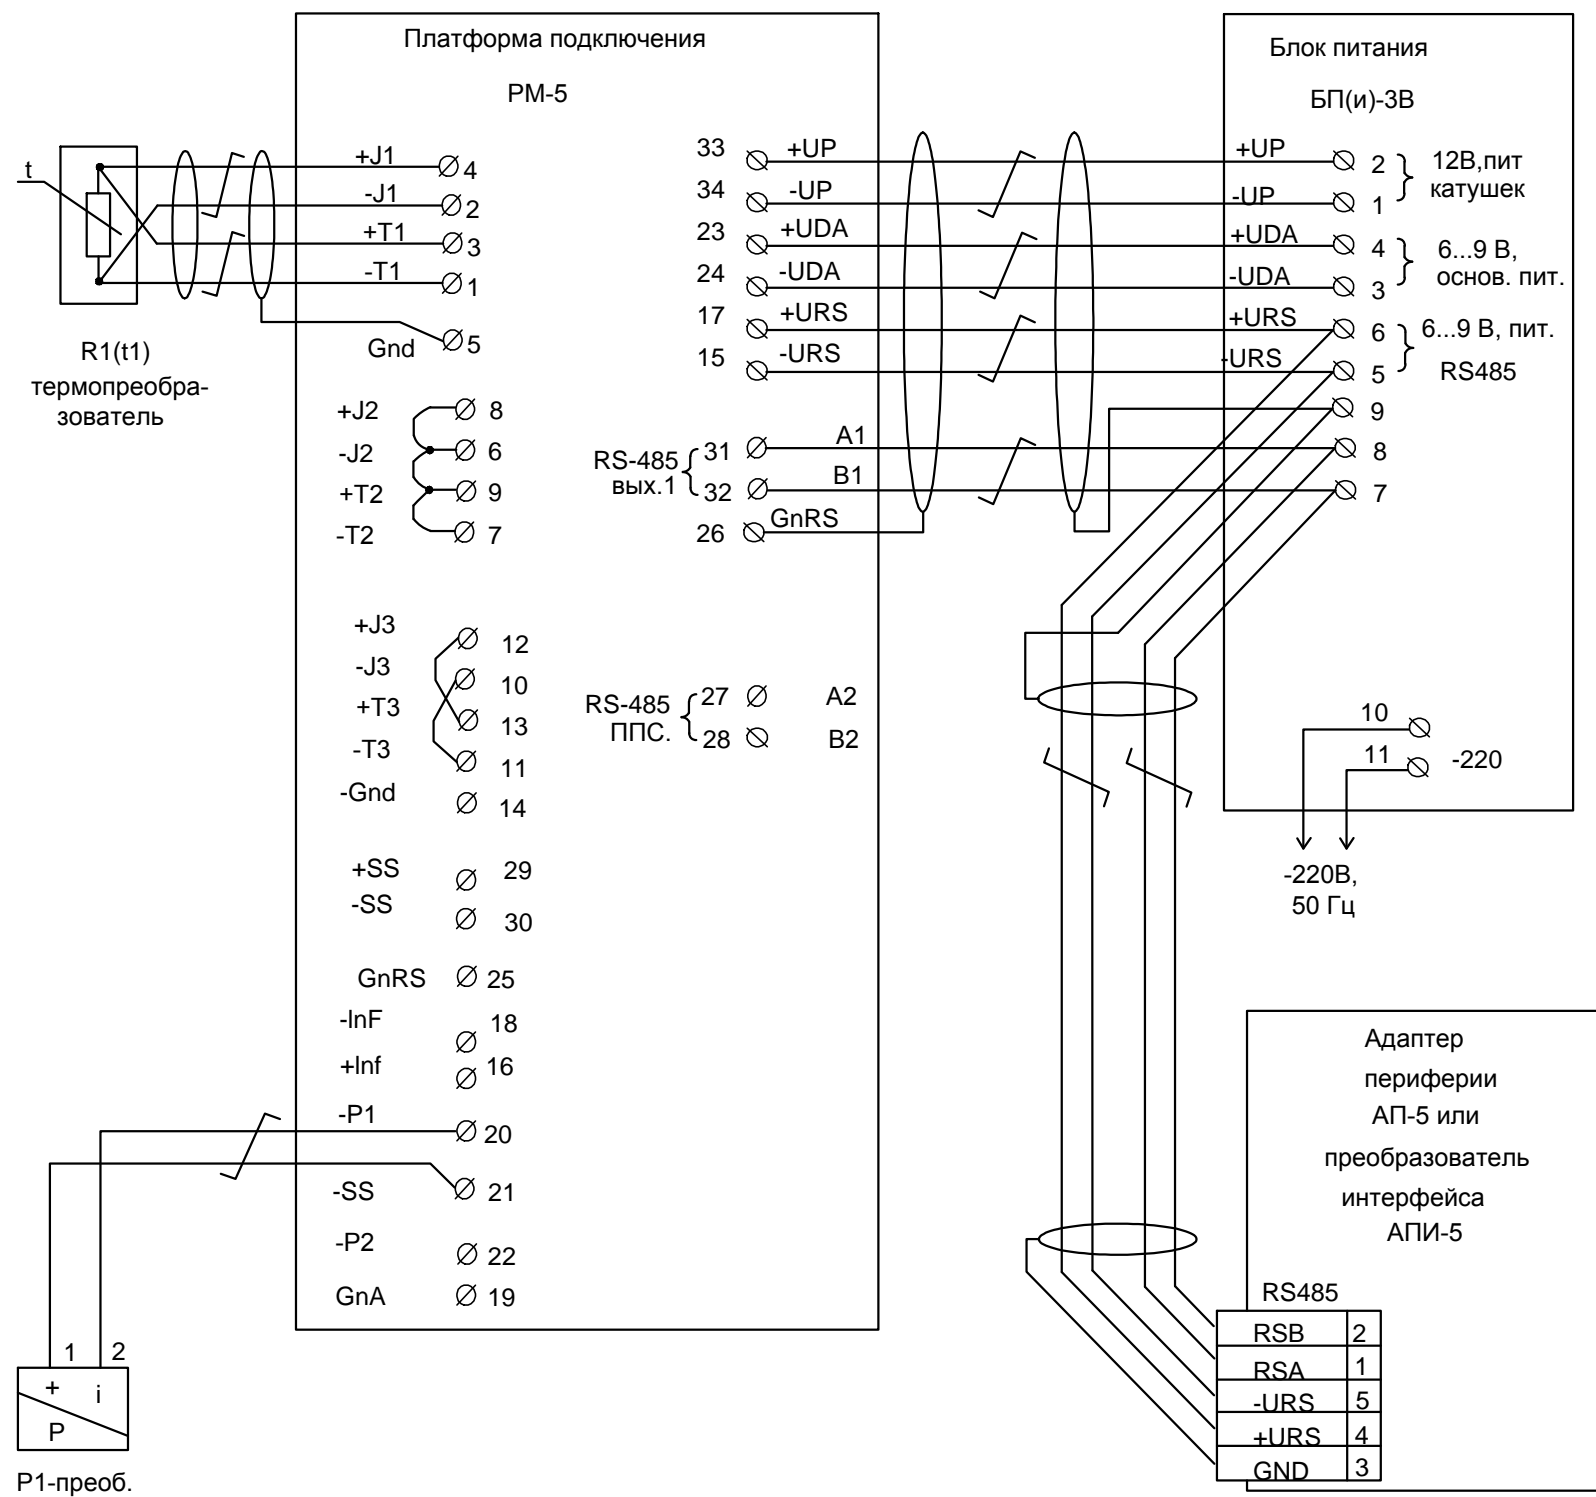 Платформа подключения
РМ-5
t
+J1
4
-J1
2
+T1
3
-T1
1
Gnd
5
R1(t1)
термопреобра-
зователь
+J2
8
-J2
6
+T2
9
-T2
7
+J3
12
-J3
10
+T3
13
-T3
11
-Gnd
14
+SS
29
-SS
30
GnRS
25
-InF
18
+Inf
16
-P1
20
-SS
21
-P2
22
GnA
19
1 2
+ i
P
P1-преоб.
33
+UP
34
-UP
23
+UDA
24
-UDA
17
+URS
15
-URS
RS-485
вых.1
31
A1
32
B1
26
GnRS
RS-485
ППС.
27
A2
28
B2
Блок питания
БП(и)-3В
+UP
2
-UP
1
12В,пит
катушек
+UDA
4
-UDA
3
6...9 В,
основ. пит.
+URS
6
-URS
5
6...9 В, пит.
RS485
9
8
7
10
11
-220
-220В,
50 Гц
Адаптер
периферии
АП-5 или
преобразователь
интерфейса
АПИ-5
RS485
RSB 2
RSA 1
-URS 5
+URS 4
GND 3